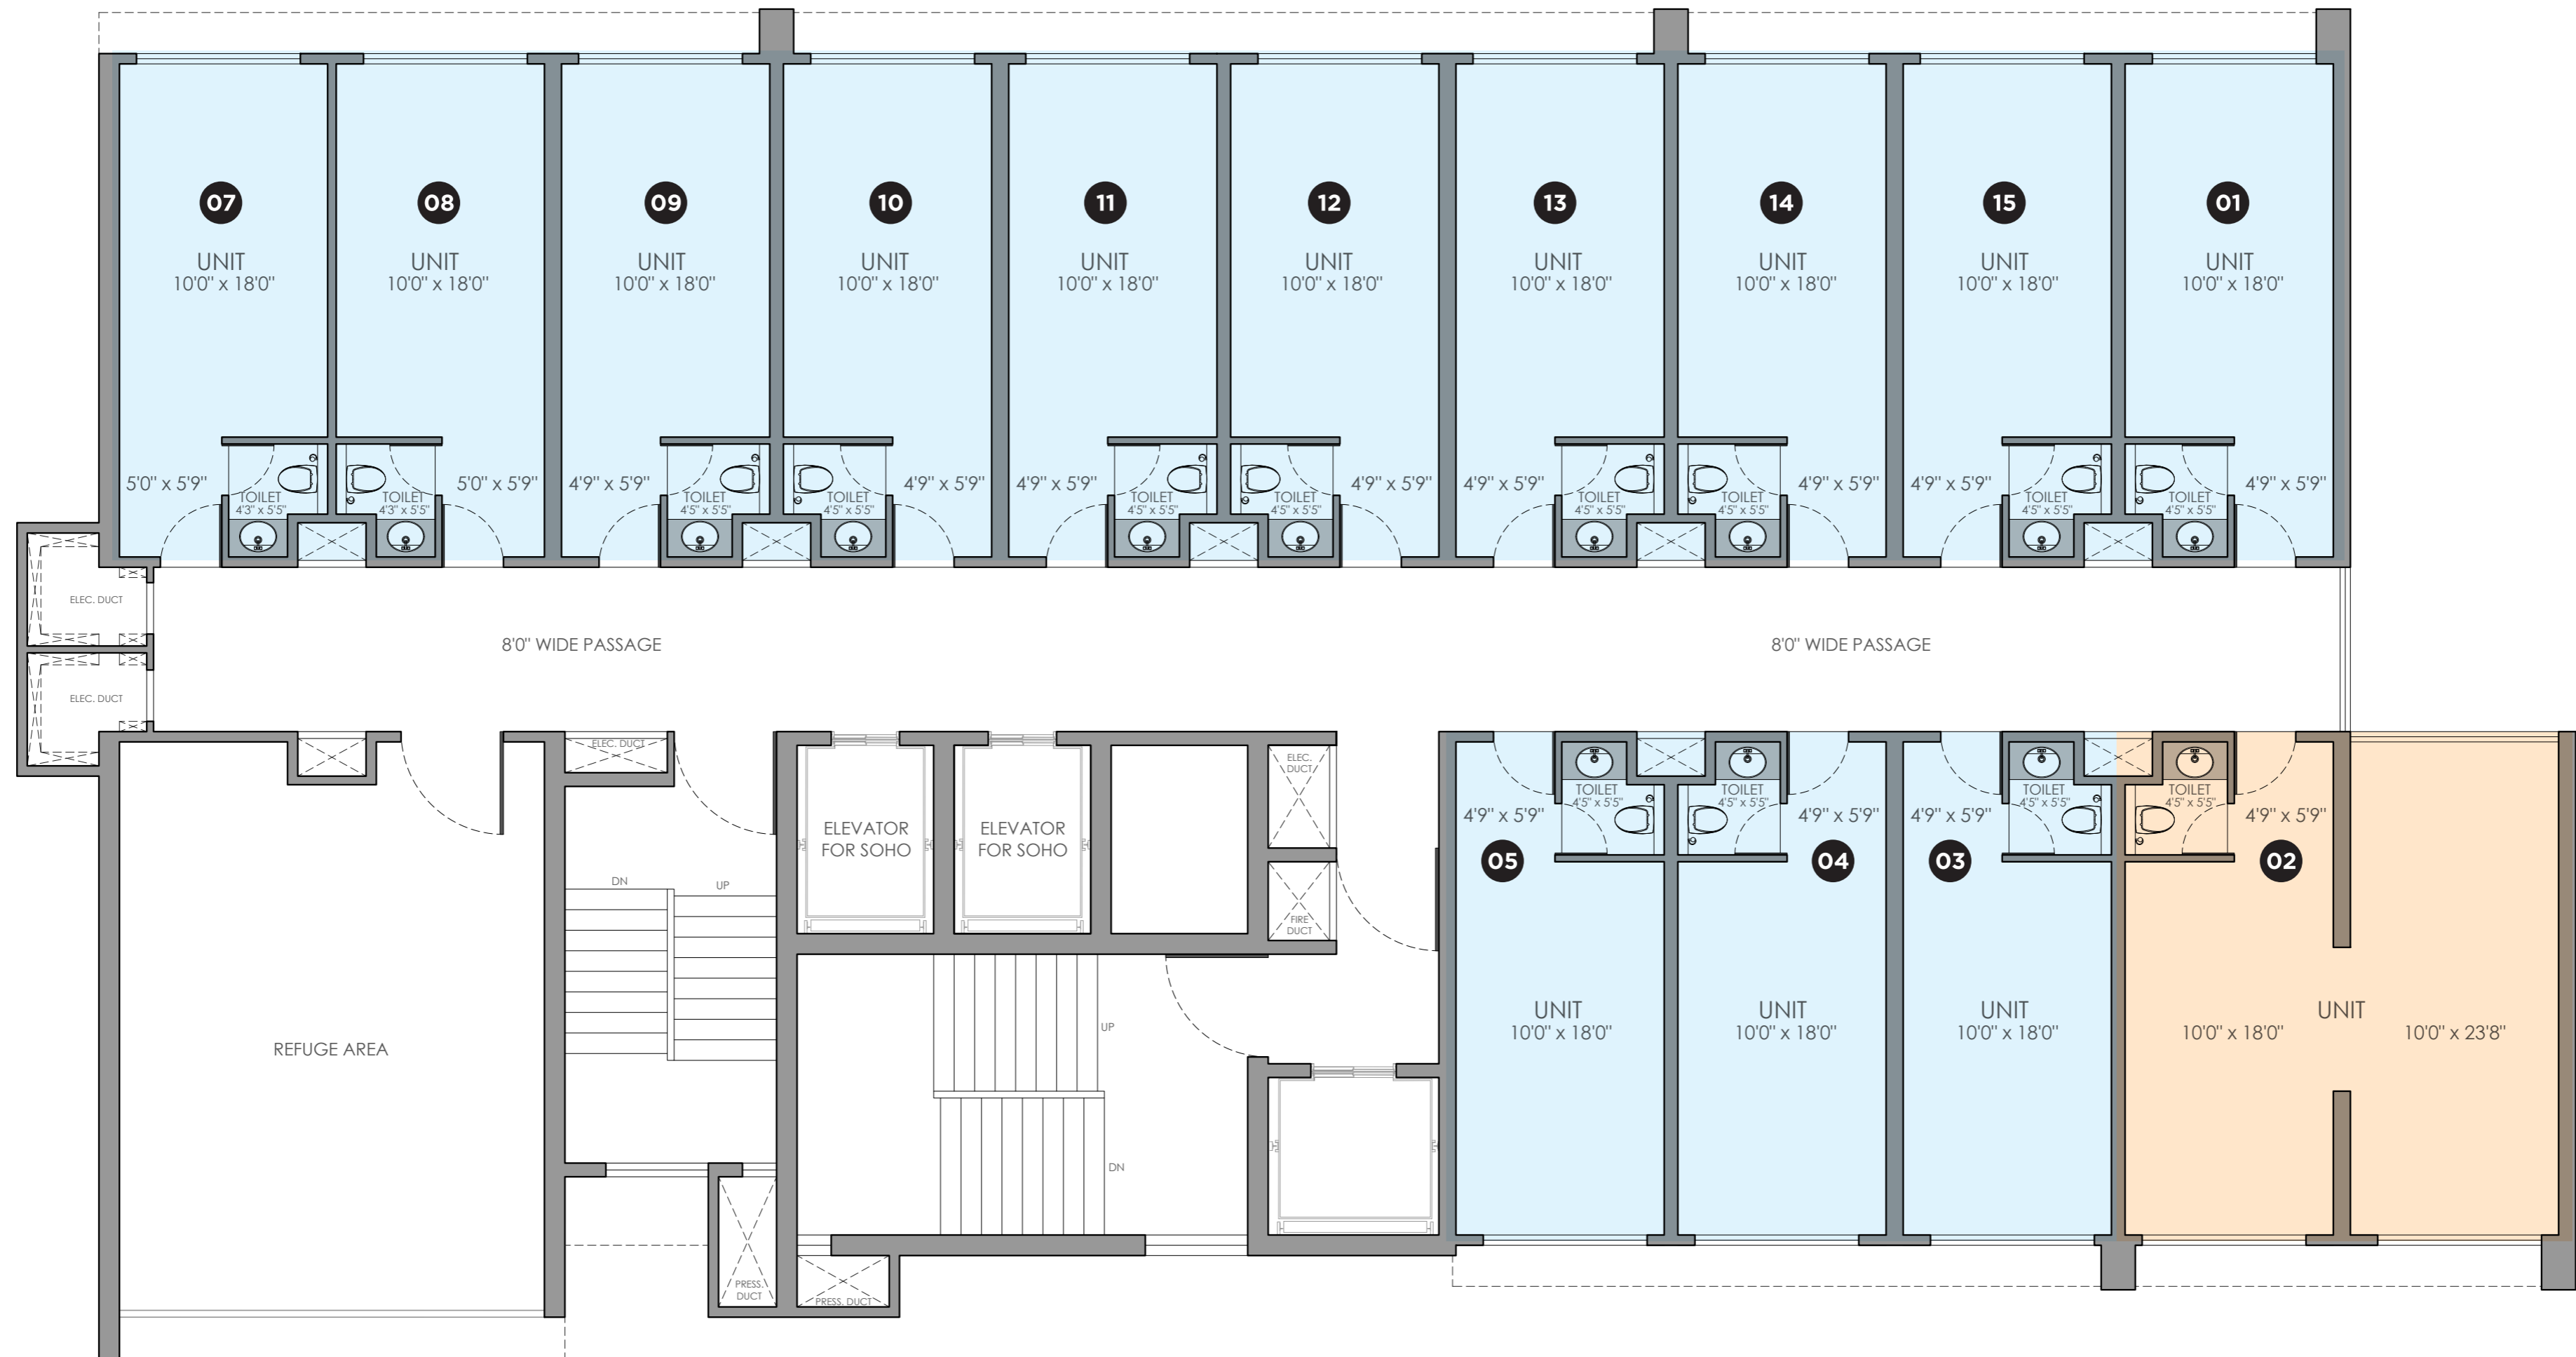 07
08
09
10
11
12
13
14
15
01
UNIT
10'0" x 18'0"
UNIT
10'0" x 18'0"
UNIT
10'0" x 18'0"
UNIT
10'0" x 18'0"
UNIT
10'0" x 18'0"
UNIT
10'0" x 18'0"
UNIT
10'0" x 18'0"
UNIT
10'0" x 18'0"
UNIT
10'0" x 18'0"
UNIT
10'0" x 18'0"
5'0" x 5'9"
TOILET
4'3" x 5'5"
TOILET
4'3" x 5'5"
5'0" x 5'9"
4'9" x 5'9"
TOILET
4'5" x 5'5"
TOILET
4'5" x 5'5"
4'9" x 5'9"
4'9" x 5'9"
TOILET
4'5" x 5'5"
TOILET
4'5" x 5'5"
4'9" x 5'9"
4'9" x 5'9"
TOILET
4'5" x 5'5"
TOILET
4'5" x 5'5"
4'9" x 5'9"
4'9" x 5'9"
TOILET
4'5" x 5'5"
TOILET
4'5" x 5'5"
4'9" x 5'9"
ELEC. DUCT
8'0" WIDE PASSAGE
8'0" WIDE PASSAGE
ELEC. DUCT
ELEC. DUCT
ELEC.
DUCT
ELEVATOR
FOR SOHO
ELEVATOR
FOR SOHO
4'9" x 5'9"
TOILET
4'5" x 5'5"
TOILET
4'5" x 5'5"
4'9" x 5'9"
4'9" x 5'9"
TOILET
4'5" x 5'5"
TOILET
4'5" x 5'5"
4'9" x 5'9"
05
04
03
02
DN
UP
FIRE
DUCT
UP
REFUGE AREA
UNIT
10'0" x 18'0"
UNIT
10'0" x 18'0"
UNIT
10'0" x 18'0"
UNIT
10'0" x 18'0"
10'0" x 23'8"
DN
PRESS.
DUCT
PRESS. DUCT